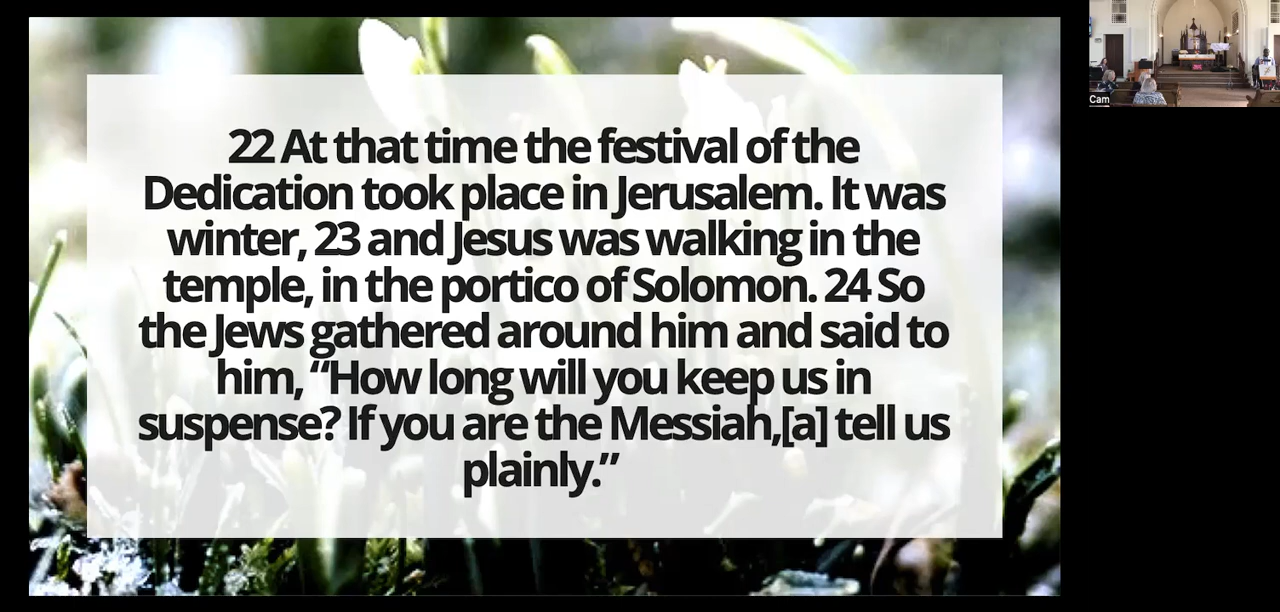 22 At that time the festival of the
Dedication took place in Jerusalem. It was
winter, 23 and Jesus was walking in the
temple, in the portico of Solomon. 24 So
the Jews gathered around him and said to
him, “How long will you keep us in
suspense? If you are the Messiah,[a] tell us
plainly.”
Cam